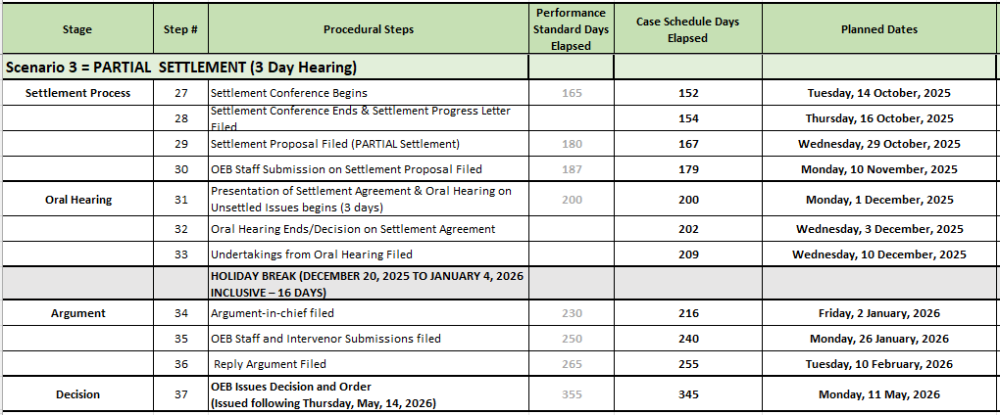 Stage Step # Procedural Steps Performance Standard Days Elapsed Case Schedule Days Elapsed Planned Dates
Scenario 3 = PARTIAL SETTLEMENT (3 Day Hearing)
Settlement Process 27 Settlement Conference Begins 165 152 Tuesday, 14 October, 2025
28 Settlement Conference Ends & Settlement Progress Letter Filed 154 Thursday, 16 October, 2025
29 Settlement Proposal Filed (PARTIAL Settlement) 180 167 Wednesday, 29 October, 2025
30 OEB Staff Submission on Settlement Proposal Filed 187 179 Monday, 10 November, 2025
Oral Hearing 31 Presentation of Settlement Agreement & Oral Hearing on Unsettled Issues begins (3 days) 200 200 Monday, 1 December, 2025
32 Oral Hearing Ends/Decision on Settlement Agreement 202 Wednesday, 3 December, 2025
33 Undertakings from Oral Hearing Filed 209 Wednesday, 10 December, 2025
HOLIDAY BREAK (DECEMBER 20, 2025 TO JANUARY 4, 2026 INCLUSIVE – 16 DAYS)
Argument 34 Argument-in-chief filed 230 216 Friday, 2 January, 2026
35 OEB Staff and Intervenor Submissions filed 250 240 Monday, 26 January, 2026
36 Reply Argument Filed 265 255 Tuesday, 10 February, 2026
Decision 37 OEB Issues Decision and Order (Issued following Thursday, May, 14, 2026) 355 345 Monday, 11 May, 2026